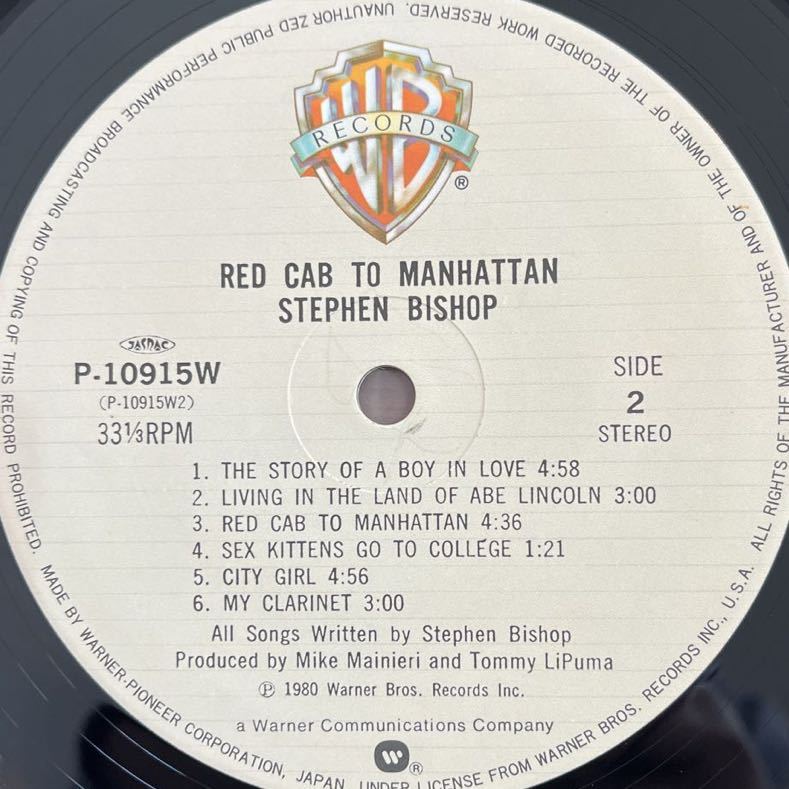 WB
RECORDS
®
RED CAB TO MANHATTAN
STEPHEN BISHOP
JASRAC
P-10915W
(P-10915W2)
33⅓RPM
SIDE
2
STEREO
1. THE STORY OF A BOY IN LOVE 4:58
2. LIVING IN THE LAND OF ABE LINCOLN 3:00
3. RED CAB TO MANHATTAN 4:36
4. SEX KITTENS GO TO COLLEGE 1:21
5. CITY GIRL 4:56
6. MY CLARINET 3:00
All Songs Written by Stephen Bishop
Produced by Mike Mainieri and Tommy LiPuma
℗ 1980 Warner Bros. Records Inc.
a Warner Communications Company
W®
MADE BY WARNER-PIONEER CORPORATION, JAPAN. UNDER LICENSE FROM WARNER BROS. RECORDS INC., U.S.A. ALL RIGHTS OF THE MANUFACTURER AND OF THE OWNER OF THE RECORDED WORK RESERVED. UNAUTHOR ZED PUBLIC PERFORMANCE BROADCASTING AND COPYING OF THIS RECORD PROHIBITED.